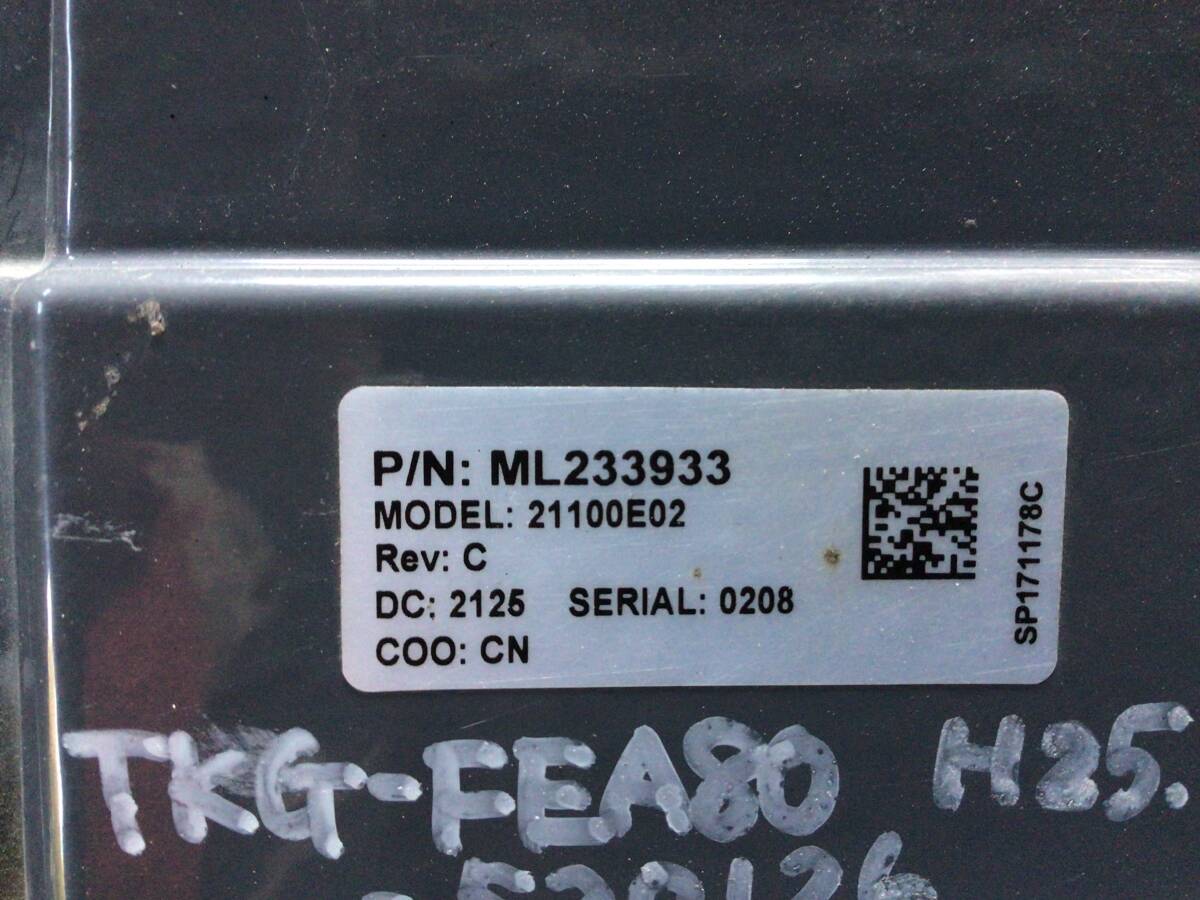 P/N: ML233933
MODEL: 21100E02
Rev: C
DC: 2125 SERIAL: 0208
COO: CN
SP171178C
TKG-FEA80 H25.